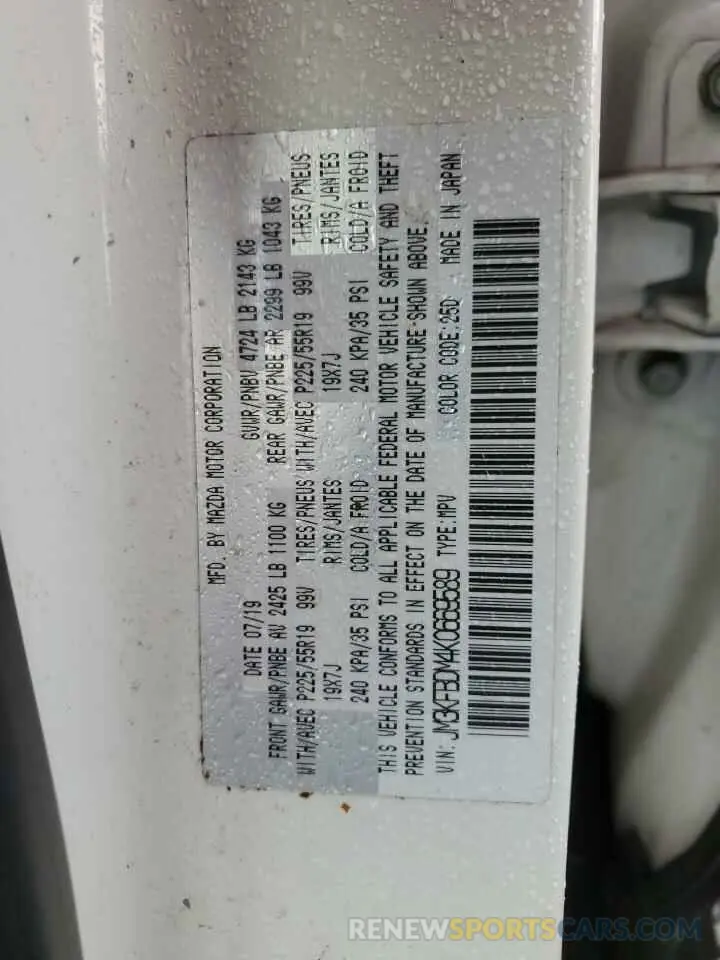 MFD. BY MAZDA MOTOR CORPORATION
DATE 07/19 GVWR/PNBV 4724 LB 2143 KG
FRONT GAWR/PNBE AV 2425 LB 1100 KG REAR GAWR/PNBE AR 2299 LB 1043 KG
WITH/AVEC P225/55R19 99V TIRES/PNEUS WITH/AVEC P225/55R19 99V TIRES/PNEUS
19X7J RIMS/JANTES 19X7J RIMS/JANTES
240 KPA/35 PSI COLD/A FROID 240 KPA/35 PSI COLD/A FROID
THIS VEHICLE CONFORMS TO ALL APPLICABLE FEDERAL MOTOR VEHICLE SAFETY AND THEFT
PREVENTION STANDARDS IN EFFECT ON THE DATE OF MANUFACTURE SHOWN ABOVE.
VIN: JM3KFBDM4K0669589 TYPE:MPV COLOR CODE:25D MADE IN JAPAN
RENEWSPORTSCARS.COM